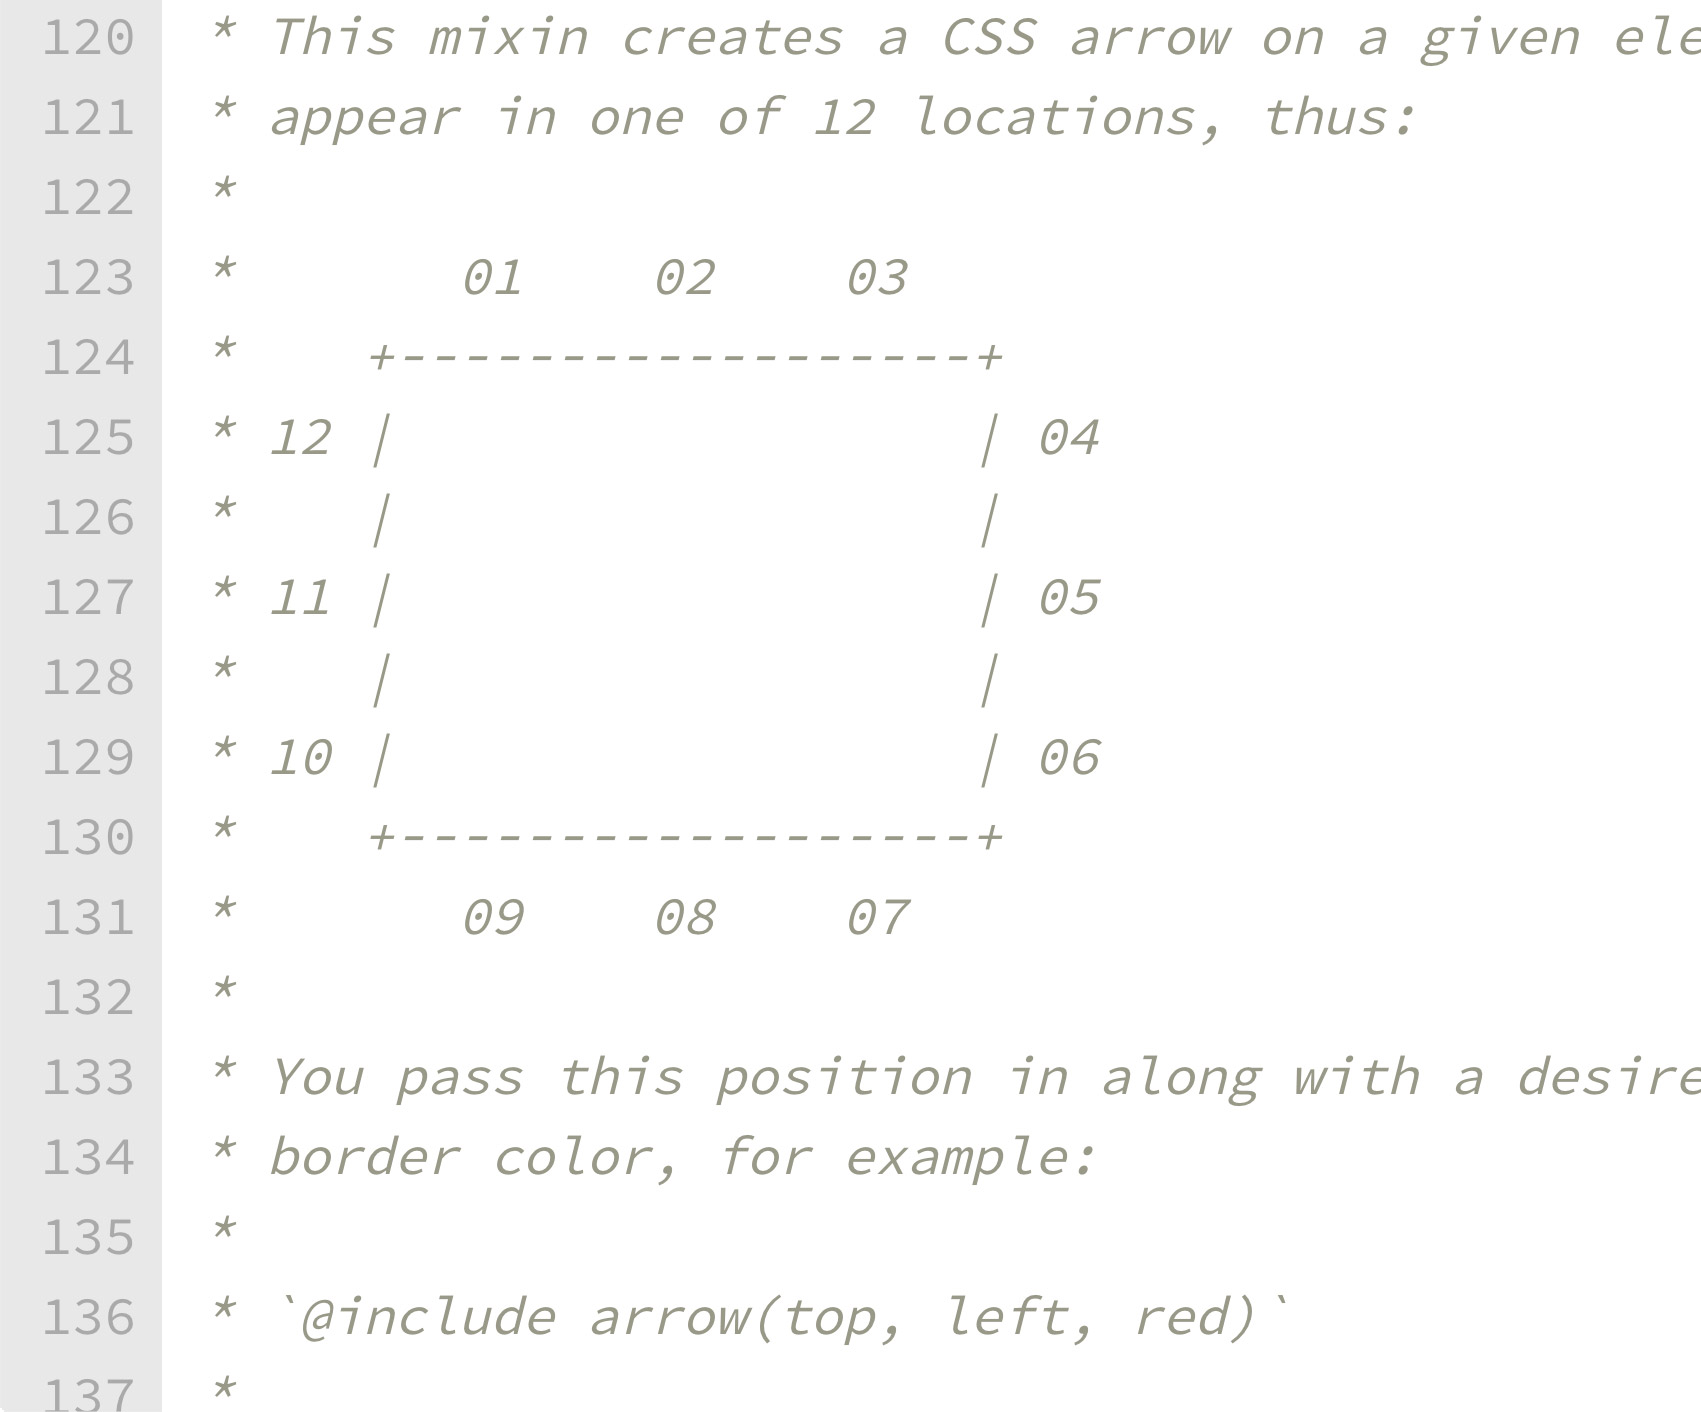 120 * This mixin creates a CSS arrow on a given
121 * appear in one of 12 locations, thus:
122 *
123 *       01    02    03
124 *    +------------------+
125 * 12 |                  | 04
126 *    |                  |
127 * 11 |                  | 05
128 *    |                  |
129 * 10 |                  | 06
130 *    +------------------+
131 *       09    08    07
132 *
133 * You pass this position in along with a desire
134 * border color, for example:
135 *
136 * `@include arrow(top, left, red)`
137 *